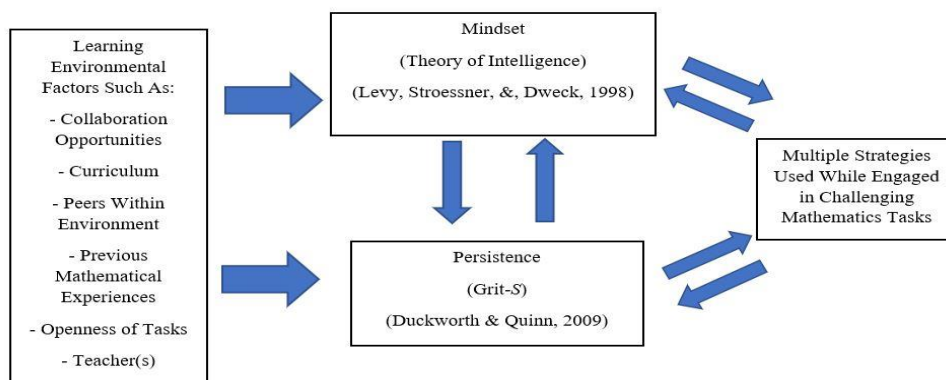 Learning
Environmental
Factors Such As:
- Collaboration
Opportunities
- Curriculum
- Peers Within
Environment
- Previous
Mathematical
Experiences
- Openness of Tasks
- Teacher(s)
Mindset
(Theory of Intelligence)
(Levy, Stroessner, &, Dweck, 1998)
Persistence
(Grit-S)
(Duckworth & Quinn, 2009)
Multiple Strategies
Used While Engaged
in Challenging
Mathematics Tasks